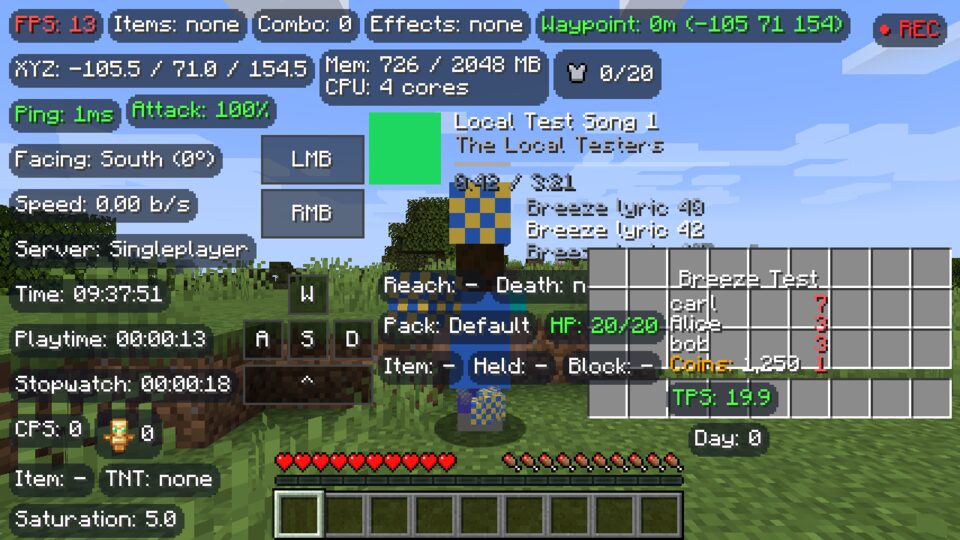 FPS: 13 Items: none Combo: 0 Effects: none Waypoint: 0m (-105 71 154) REC
XYZ: -105.5 / 71.0 / 154.5
Mem: 726 / 2048 MB
CPU: 4 cores
0/20
Ping: 1ms Attack: 100%
Local Test Song 1
The Local Testers
0:42 / 3:21
Facing: South (0°)
LMB
RMB
Speed: 0.00 b/s
Breeze lyric 40
Breeze lyric 42
Server: Singleplayer
Breeze
Time: 09:37:51
W
Reach: - Death: n
Breeze Test
carl 7
Alice 3
bob 3
Coins: 1,250 1
Playtime: 00:00:13
A S D
Pack: Default HP: 20/20
Item: - Held: - Block: -
Stopwatch: 00:00:18
^
TPS: 19.9
CPS: 0
0
Day: 0
Item: - TNT: none
Saturation: 5.0